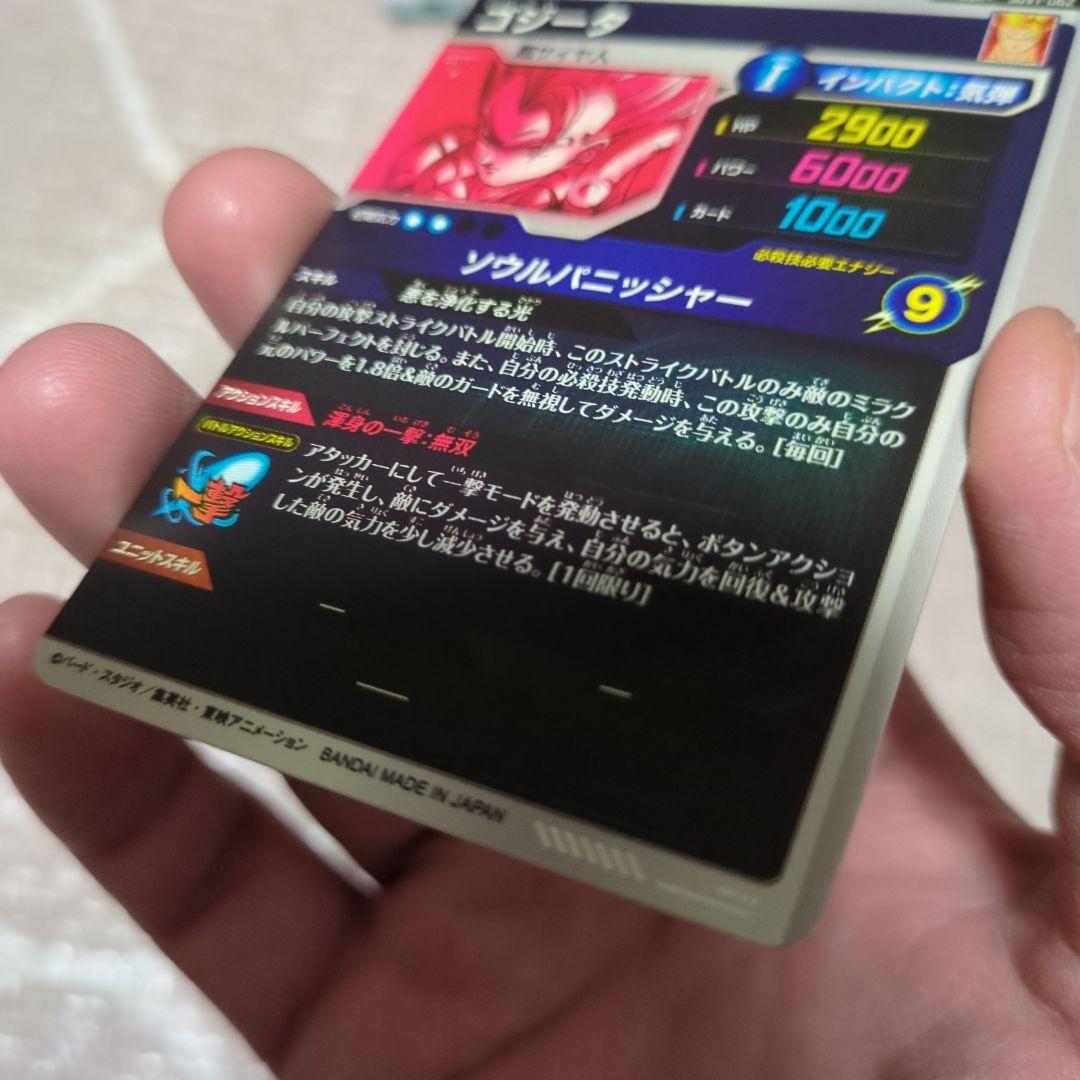 ゴジータ
超サイヤ人
I インパクト:気弾
HP 2900
パワー 6000
ガード 1000
必殺技必要エナジー
ソウルパニッシャー
9
スキル
悪を浄化する光
自分の攻撃ストライクバトル開始時、このストライクバトルのみ敵のミラク
ルパーフェクトを封じる。また、自分の必殺技発動時、この攻撃のみ自分の
元のパワーを1.8倍&敵のガードを無視してダメージを与える。[毎回]
アクションスキル
渾身の一撃:無双
バトルアクションスキル
一撃
アタッカーにして一撃モードを発動させると、ボタンアクショ
ンが発生し、敵にダメージを与え、自分の気力を回復&攻撃
した敵の気力を少し減少させる。[1回限り]
ユニットスキル
©バード・スタジオ/集英社・東映アニメーション BANDAI MADE IN JAPAN